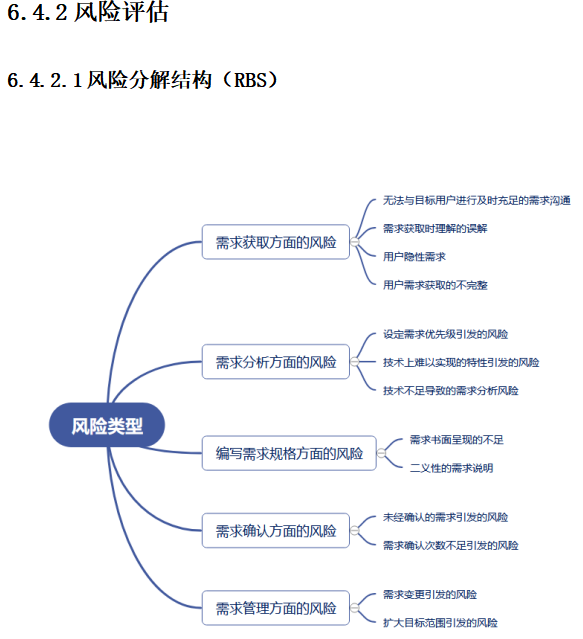 6.4.2 风险评估
6.4.2.1 风险分解结构（RBS）
风险类型
需求获取方面的风险
无法与目标用户进行及时充足的需求沟通
需求获取时理解的误解
用户隐性需求
用户需求获取的不完整
需求分析方面的风险
设定需求优先级引发的风险
技术上难以实现的特性引发的风险
技术不足导致的需求分析风险
编写需求规格方面的风险
需求书面呈现的不足
二义性的需求说明
需求确认方面的风险
未经确认的需求引发的风险
需求确认次数不足引发的风险
需求管理方面的风险
需求变更引发的风险
扩大目标范围引发的风险